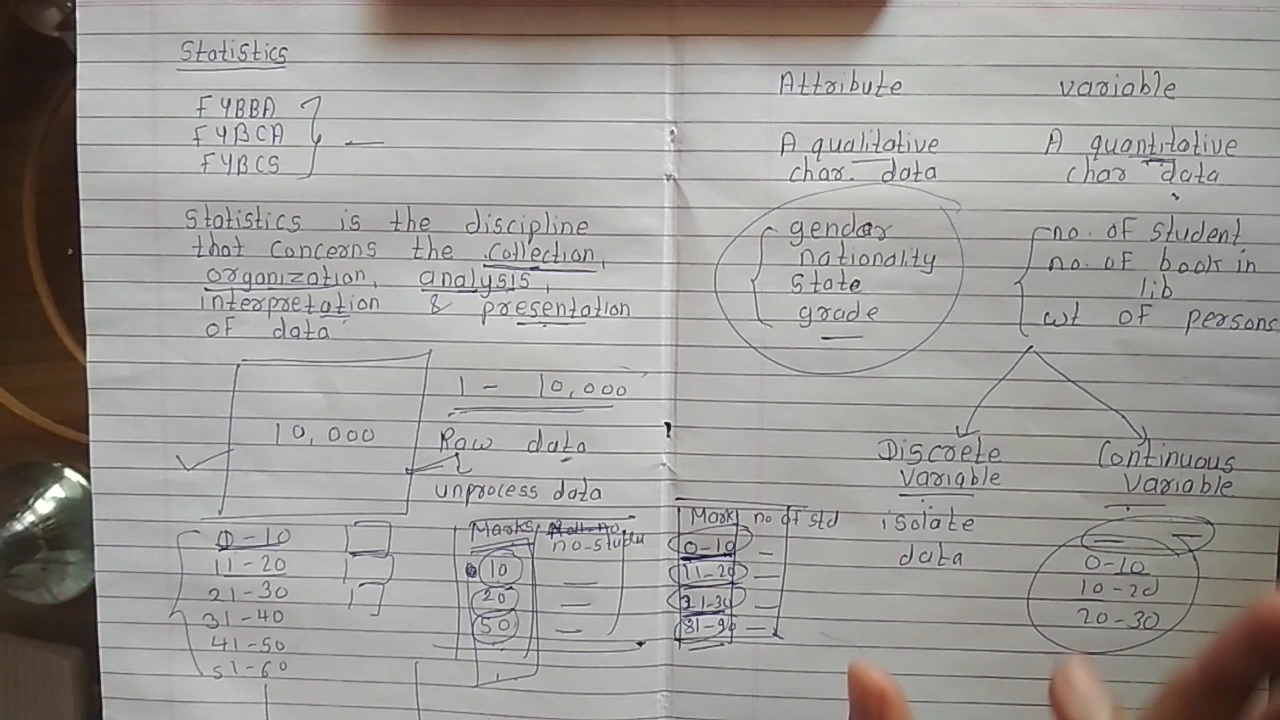 Statistics
FYBBA
FYBCA
FYBCS
Statistics is the discipline
that concerns the collection,
organization, analysis,
interpretation & presentation
of data
10,000
1 - 10,000
Raw data
unprocess data
0-10
11-20
21-30
31-40
41-50
51-60
Marks
10
20
50
Marks no of std
0-10
11-20
21-30
Attribute
A qualitative
char. data
gender
nationality
state
grade
variable
A quantitative
char data
no. of student
no. of book in
lib
wt of persons
Discrete
variable
isolate
data
Continuous
variable
0-10
10-20
20-30